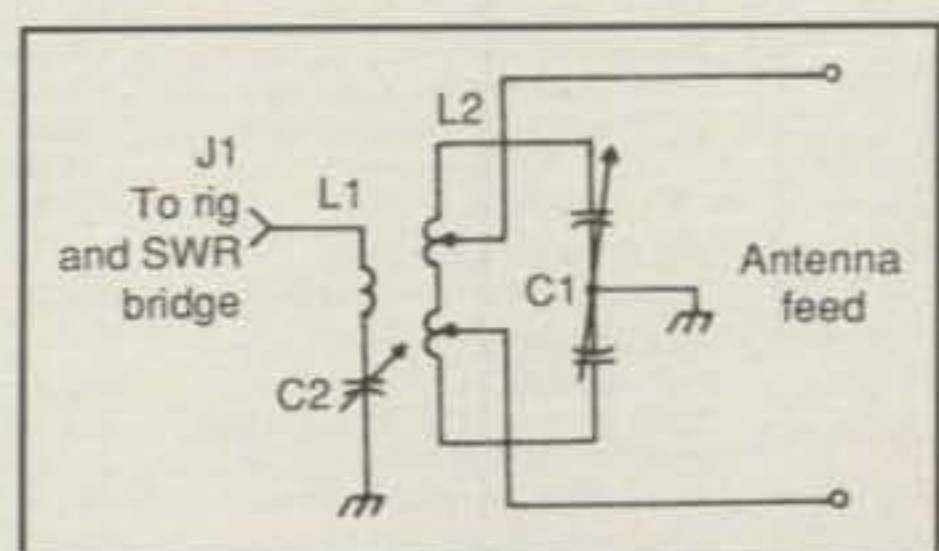 J1
To rig
and SWR
bridge
L1
L2
C2
C1
Antenna
feed